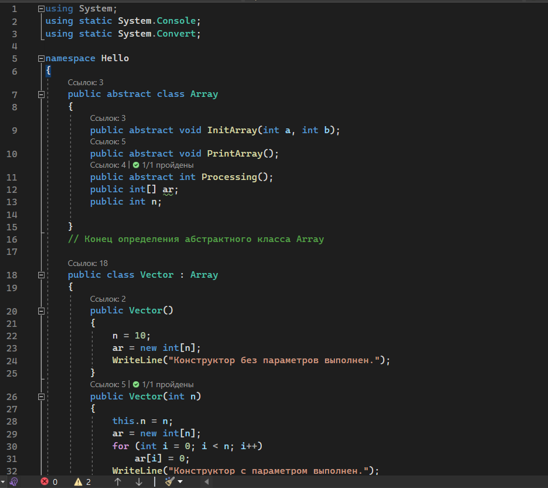 1 using System;
2 using static System.Console;
3 using static System.Convert;
4
5 namespace Hello
6 {
Ссылок: 3
7 public abstract class Array
8 {
Ссылок: 3
9 public abstract void InitArray(int a, int b);
Ссылок: 5
10 public abstract void PrintArray();
Ссылок: 4 | 1/1 пройдены
11 public abstract int Processing();
12 public int[] ar;
13 public int n;
14
15 }
16 // Конец определения абстрактного класса Array
17
Ссылок: 18
18 public class Vector : Array
19 {
Ссылок: 2
20 public Vector()
21 {
22 n = 10;
23 ar = new int[n];
24 WriteLine("Конструктор без параметров выполнен.");
25 }
Ссылок: 5 | 1/1 пройдены
26 public Vector(int n)
27 {
28 this.n = n;
29 ar = new int[n];
30 for (int i = 0; i < n; i++)
31 ar[i] = 0;
32 WriteLine("Конструктор с параметром выполнен.");
0 2